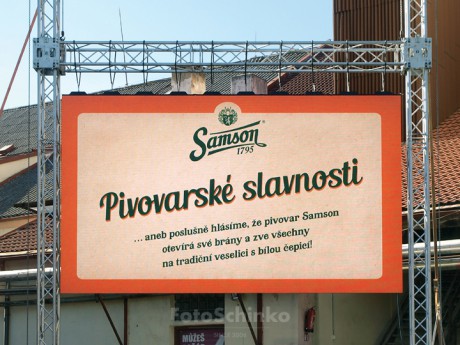 Samson
1795
Pivovarské slavnosti
... aneb poslušně hlásíme, že pivovar Samson
otevírá své brány a zve všechny
na tradiční veselici s bílou čepicí!
FotoSchinko
MŮŽEŠ